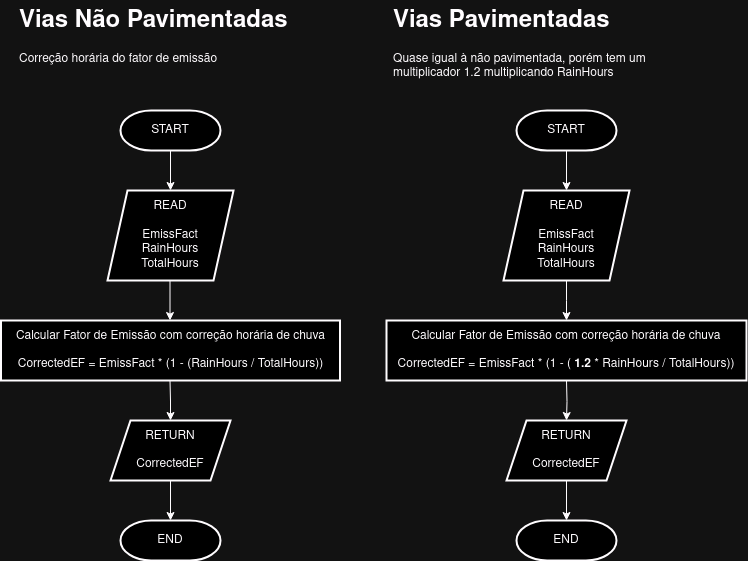 Vias Não Pavimentadas
Correção horária do fator de emissão
START
READ
EmissFact
RainHours
TotalHours
Calcular Fator de Emissão com correção horária de chuva
CorrectedEF = EmissFact * (1 - (RainHours / TotalHours))
RETURN
CorrectedEF
END
Vias Pavimentadas
Quase igual à não pavimentada, porém tem um
multiplicador 1.2 multiplicando RainHours
START
READ
EmissFact
RainHours
TotalHours
Calcular Fator de Emissão com correção horária de chuva
CorrectedEF = EmissFact * (1 - ( 1.2 * RainHours / TotalHours))
RETURN
CorrectedEF
END